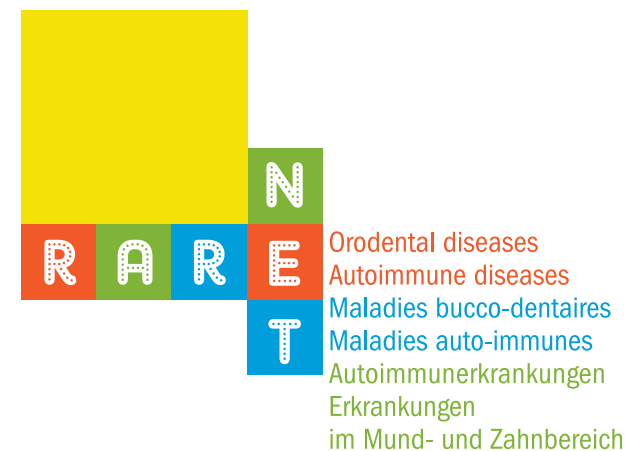 N
RARE
T
Orodental diseases
Autoimmune diseases
Maladies bucco-dentaires
Maladies auto-immunes
Autoimmunerkrankungen
Erkrankungen
im Mund- und Zahnbereich